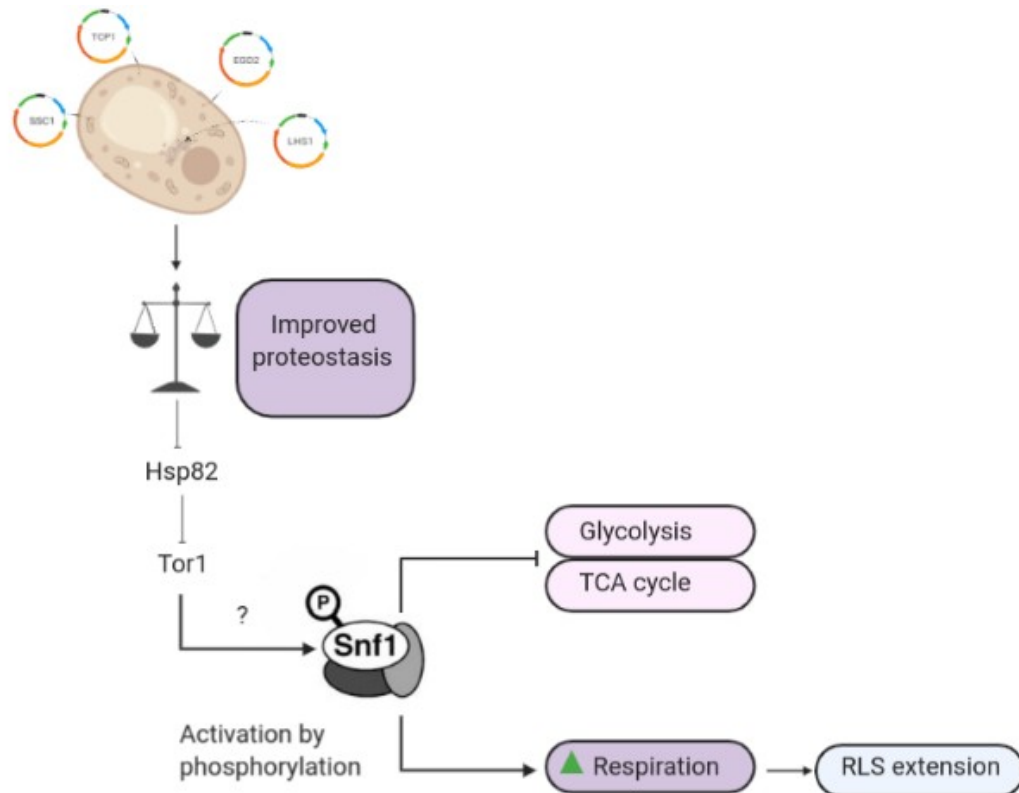 TCP1
EGD2
SSC1
LHS1
Improved
proteostasis
Hsp82
Tor1
?
P
Snf1
Glycolysis
TCA cycle
Activation by
phosphorylation
Respiration
RLS extension